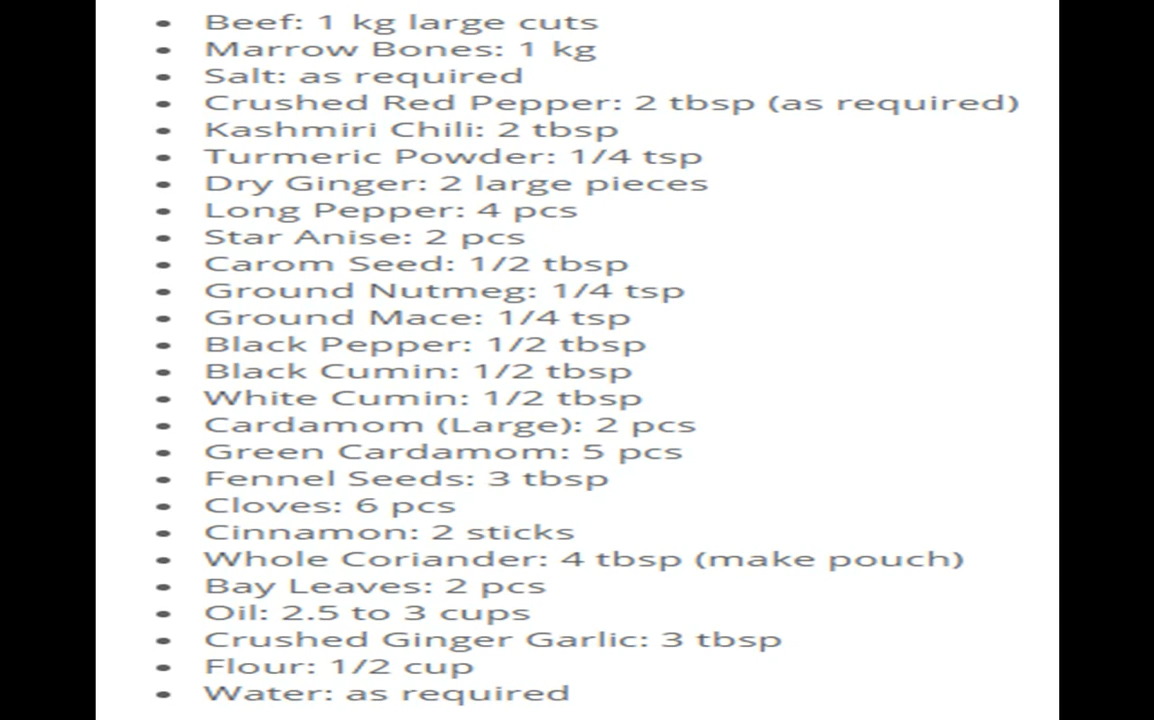 • Beef: 1 kg large cuts
• Marrow Bones: 1 kg
• Salt: as required
• Crushed Red Pepper: 2 tbsp (as required)
• Kashmiri Chili: 2 tbsp
• Turmeric Powder: 1/4 tsp
• Dry Ginger: 2 large pieces
• Long Pepper: 4 pcs
• Star Anise: 2 pcs
• Carom Seed: 1/2 tbsp
• Ground Nutmeg: 1/4 tsp
• Ground Mace: 1/4 tsp
• Black Pepper: 1/2 tbsp
• Black Cumin: 1/2 tbsp
• White Cumin: 1/2 tbsp
• Cardamom (Large): 2 pcs
• Green Cardamom: 5 pcs
• Fennel Seeds: 3 tbsp
• Cloves: 6 pcs
• Cinnamon: 2 sticks
• Whole Coriander: 4 tbsp (make pouch)
• Bay Leaves: 2 pcs
• Oil: 2.5 to 3 cups
• Crushed Ginger Garlic: 3 tbsp
• Flour: 1/2 cup
• Water: as required